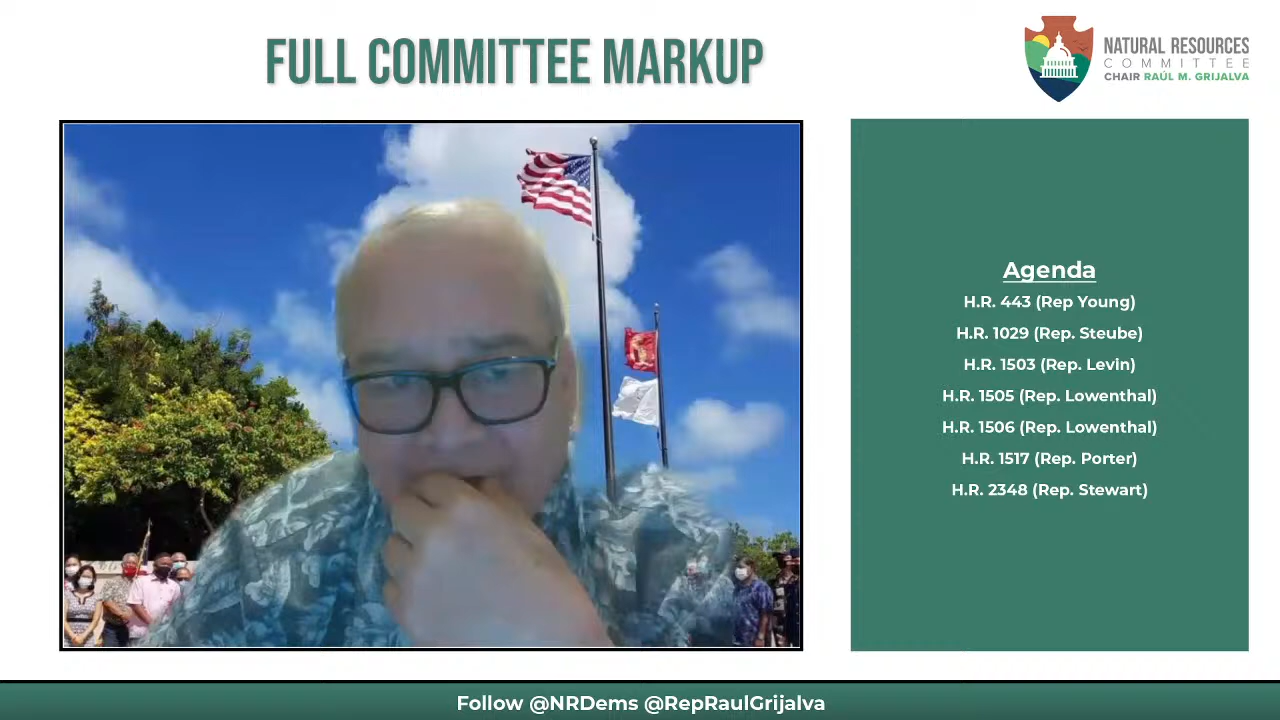 FULL COMMITTEE MARKUP
NATURAL RESOURCES
COMMITTEE
CHAIR RAÚL M. GRIJALVA
Agenda
H.R. 443 (Rep Young)
H.R. 1029 (Rep. Steube)
H.R. 1503 (Rep. Levin)
H.R. 1505 (Rep. Lowenthal)
H.R. 1506 (Rep. Lowenthal)
H.R. 1517 (Rep. Porter)
H.R. 2348 (Rep. Stewart)
Follow @NRDems @RepRaulGrijalva